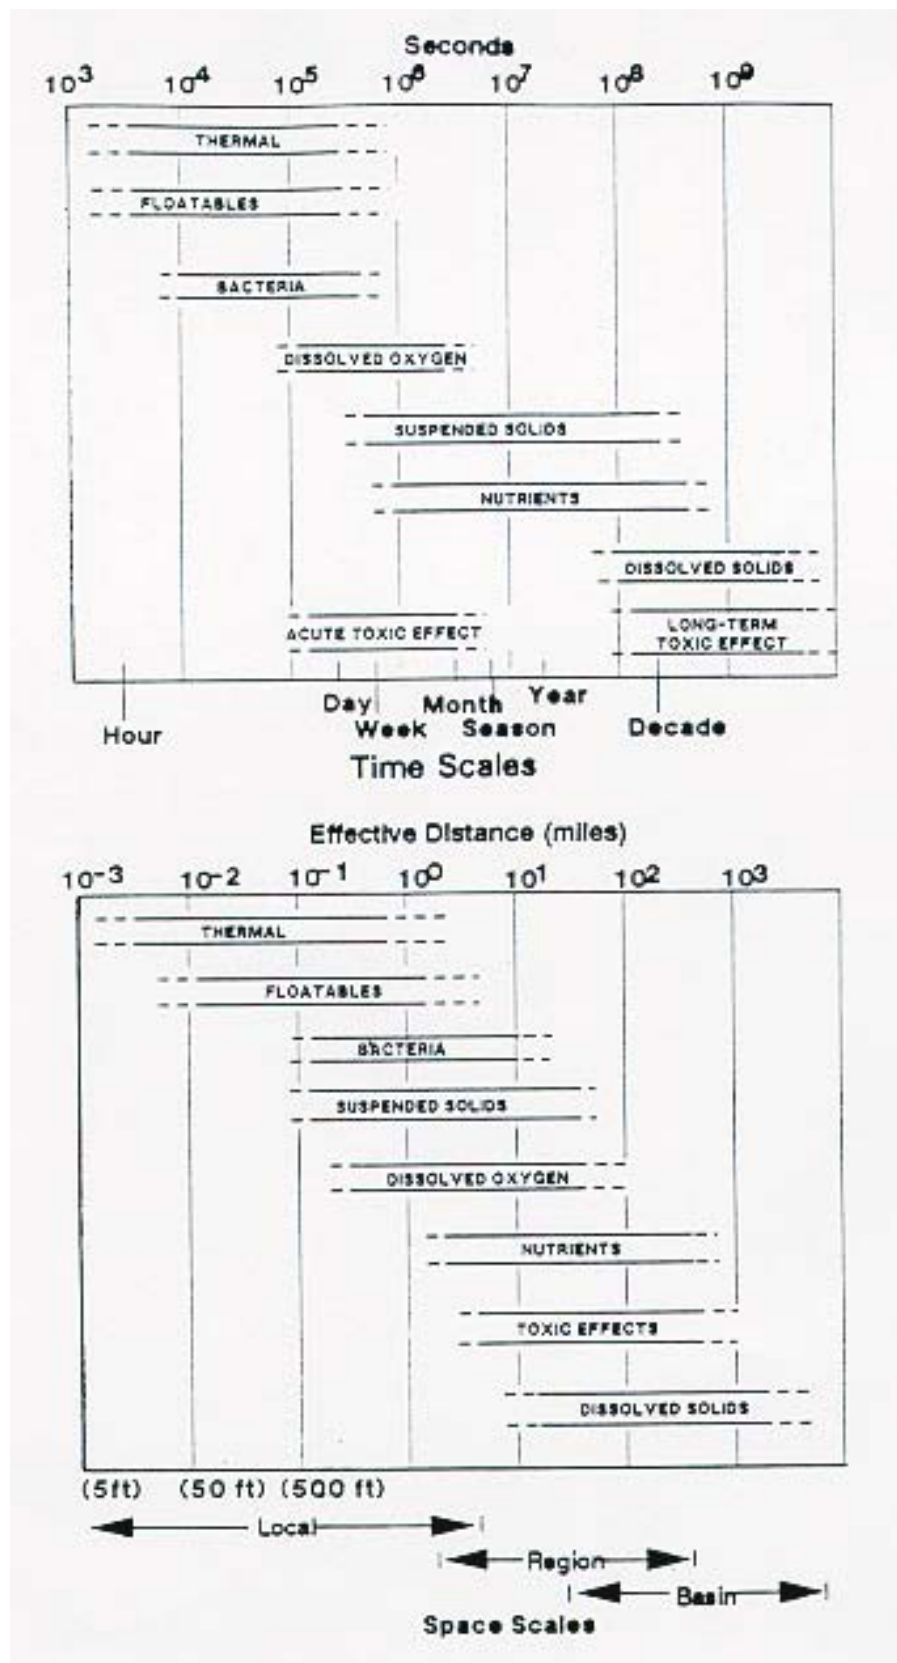 Seconds
10³ 10⁴ 10⁵ 10⁶ 10⁷ 10⁸ 10⁹
THERMAL
FLOATABLES
BACTERIA
DISSOLVED OXYGEN
SUSPENDED SOLIDS
NUTRIENTS
DISSOLVED SOLIDS
ACUTE TOXIC EFFECT LONG-TERM
TOXIC EFFECT
Day Month Year
Hour Week Season Decade
Time Scales
Effective Distance (miles)
10⁻³ 10⁻² 10⁻¹ 10⁰ 10¹ 10² 10³
THERMAL
FLOATABLES
BACTERIA
SUSPENDED SOLIDS
DISSOLVED OXYGEN
NUTRIENTS
TOXIC EFFECTS
DISSOLVED SOLIDS
(5ft) (50 ft) (500 ft)
Local
Region
Basin
Space Scales